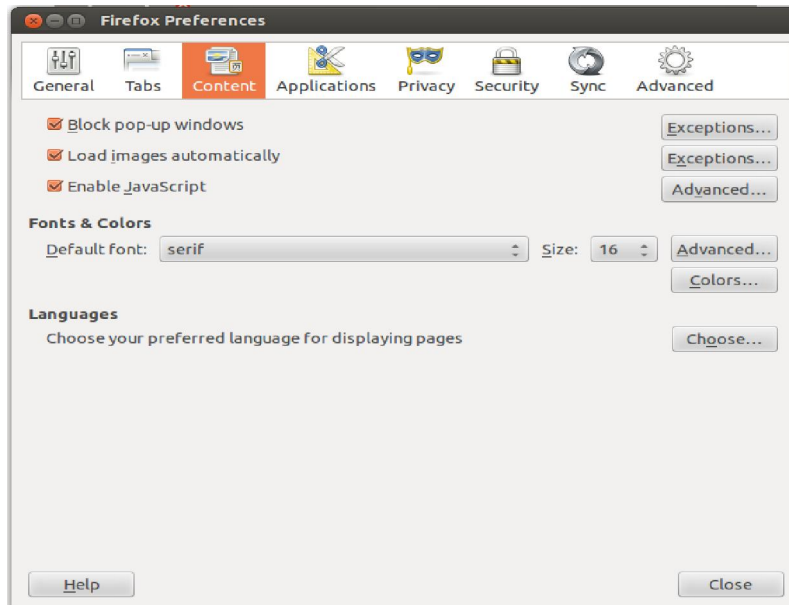 Firefox Preferences
General Tabs Content Applications Privacy Security Sync Advanced
Block pop-up windows Exceptions...
Load images automatically Exceptions...
Enable JavaScript Advanced...
Fonts & Colors
Default font: serif Size: 16 Advanced...
Colors...
Languages
Choose your preferred language for displaying pages Choose...
Help Close